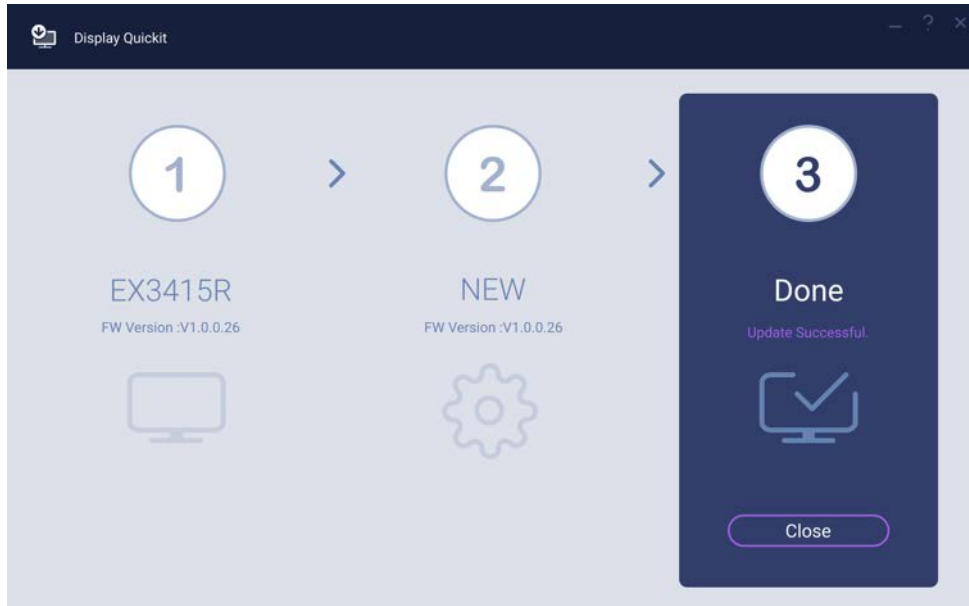 Display Quickit
?
1
2
3
EX3415R
NEW
Done
FW Version :V1.0.0.26
FW Version :V1.0.0.26
Update Successful.
Close